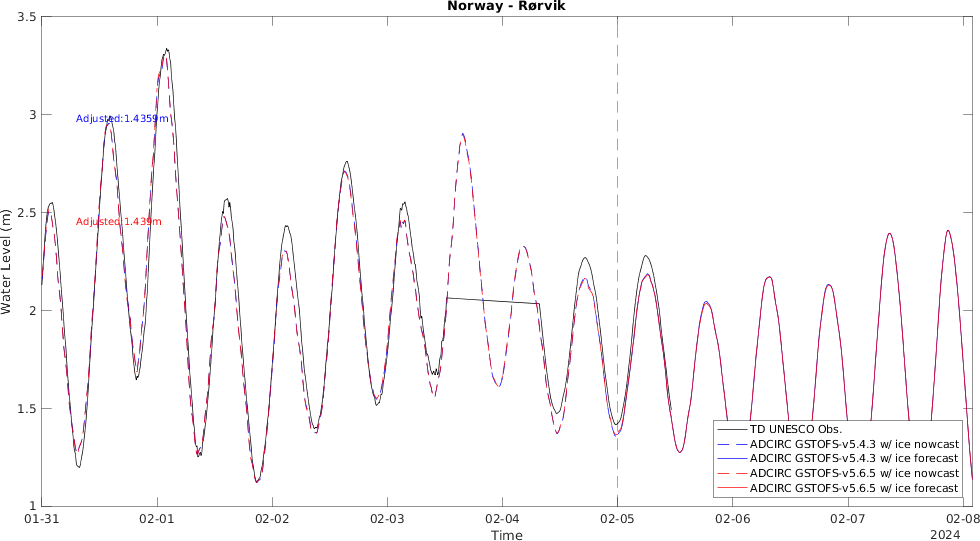 Norway - Rørvik
3.5
3
2.5
2
1.5
1
Water Level (m)
Adjusted:1.4359m
Adjusted:1.439m
TD UNESCO Obs.
ADCIRC GSTOFS-v5.4.3 w/ ice nowcast
ADCIRC GSTOFS-v5.4.3 w/ ice forecast
ADCIRC GSTOFS-v5.6.5 w/ ice nowcast
ADCIRC GSTOFS-v5.6.5 w/ ice forecast
01-31 02-01 02-02 02-03 02-04 02-05 02-06 02-07 02-08
Time
2024